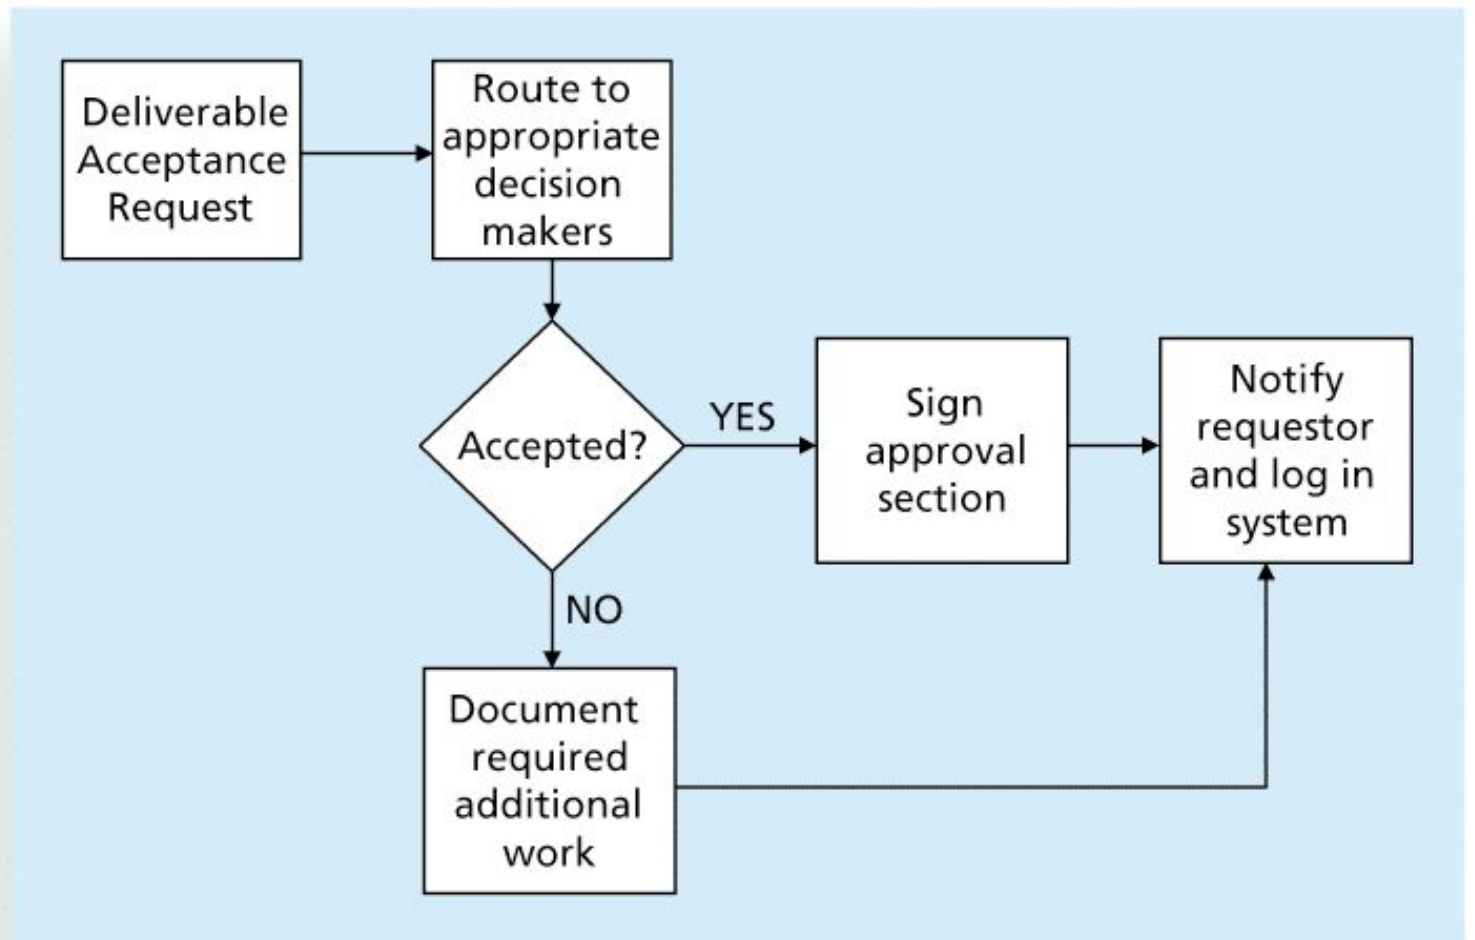 Deliverable
Acceptance
Request
Route to
appropriate
decision
makers
Accepted?
YES
Sign
approval
section
Notify
requestor
and log in
system
NO
Document
required
additional
work